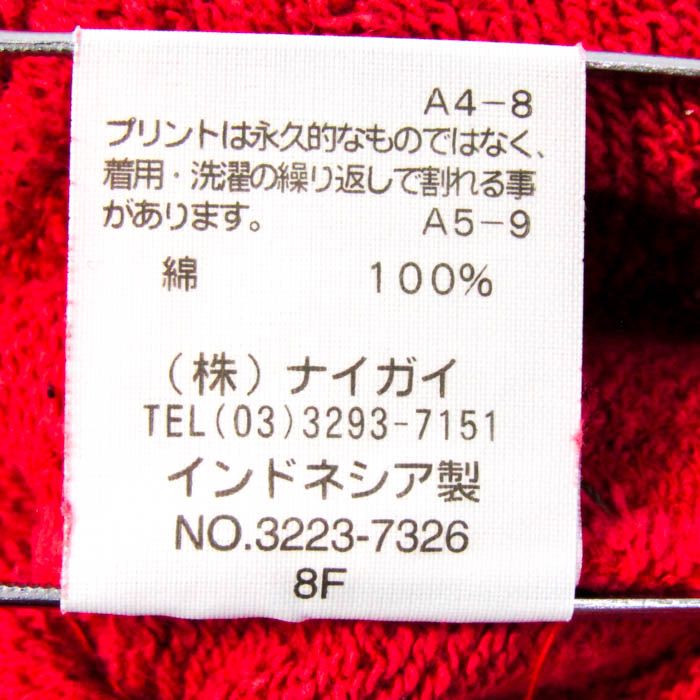 A4-8
プリントは永久的なものではなく、
着用・洗濯の繰り返しで割れる事
があります。 A5-9
綿 100%
(株)ナイガイ
TEL(03)3293-7151
インドネシア製
NO.3223-7326
8F